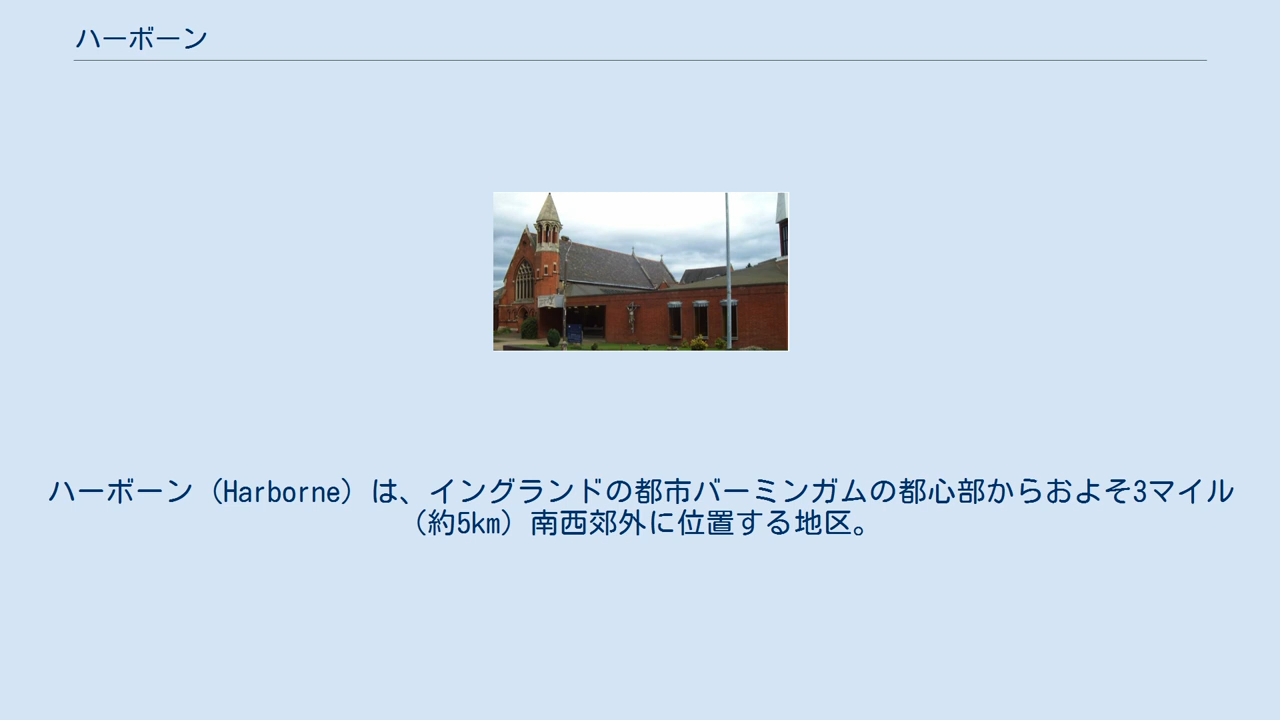 ハーボーン
ハーボーン（Harborne）は、イングランドの都市バーミンガムの都心部からおよそ3マイル
（約5km）南西郊外に位置する地区。